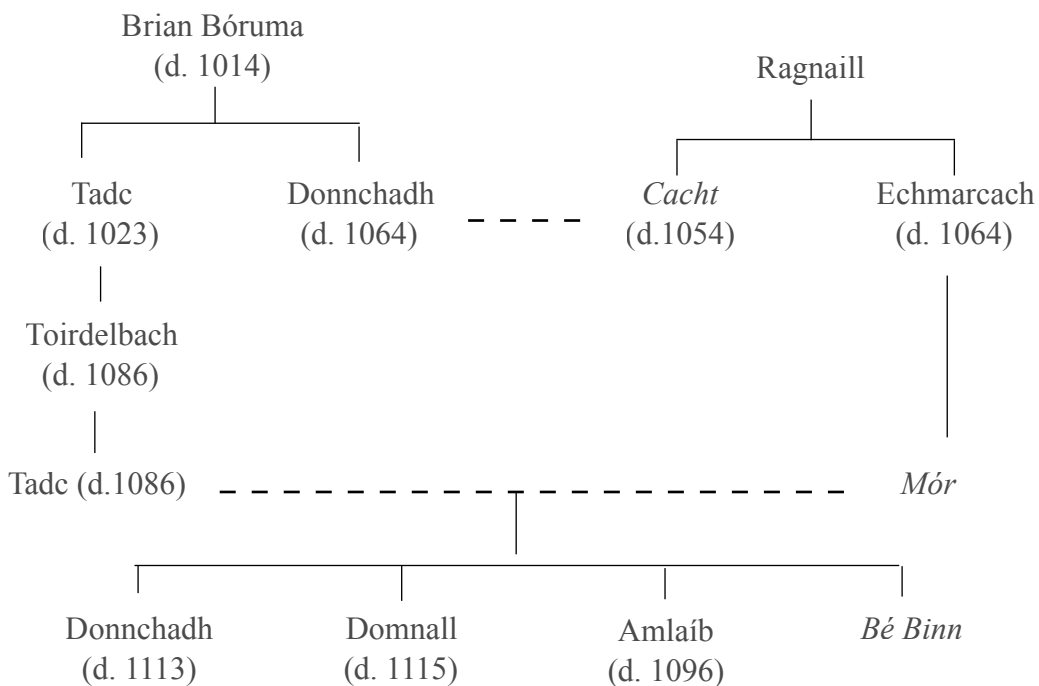 Brian Bóruma
(d. 1014)
Ragnaill
Tadc
(d. 1023)
Donnchadh
(d. 1064)
Cacht
(d.1054)
Echmarcach
(d. 1064)
Toirdelbach
(d. 1086)
Tadc (d.1086)
Mór
Donnchadh
(d. 1113)
Domnall
(d. 1115)
Amlaíb
(d. 1096)
Bé Binn